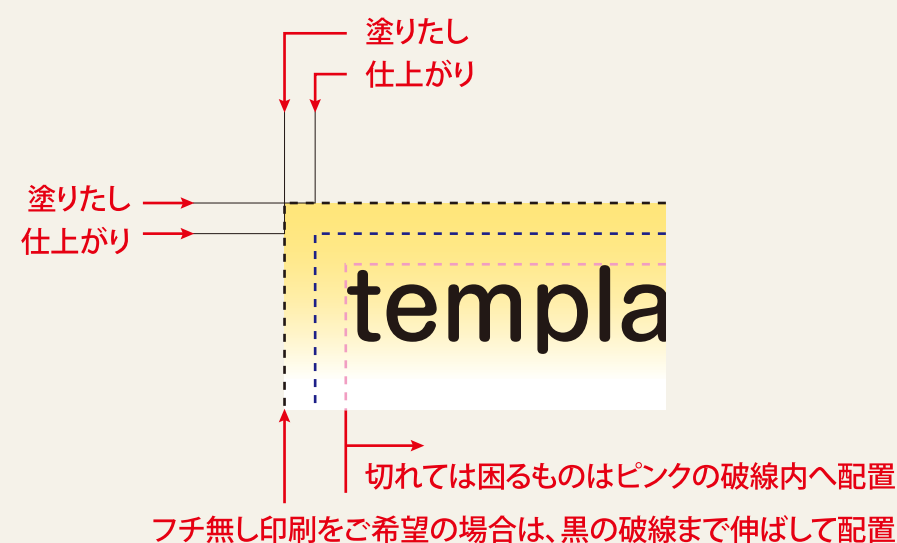 塗りたし
仕上がり
塗りたし
仕上がり
templa
切れては困るものはピンクの破線内へ配置
フチ無し印刷をご希望の場合は、黒の破線まで伸ばして配置